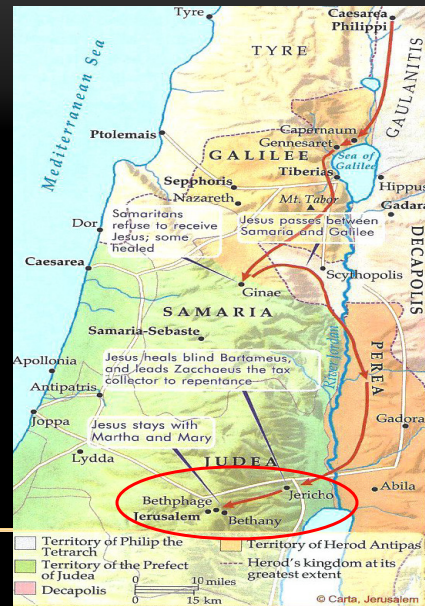 Tyre
Caesarea
Philippi
TYRE
Mediterranean Sea
GAULANITIS
Ptolemais
Capernaum
Gennesaret
GALILEE
Sea of
Galilee
Sepphoris
Tiberias
Hippus
Nazareth
Mt. Tabor
Gadara
Samaritans
refuse to receive
Jesus; some
healed
Jesus passes between
Samaria and Galilee
Dor
DECAPOLIS
Caesarea
Scythopolis
Ginae
SAMARIA
Samaria-Sebaste
River Jordan
PEREA
Apollonia
Jesus heals blind Bartameus,
and leads Zacchaeus the tax
collector to repentance
Antipatris
Joppa
Gadora
Jesus stays with
Martha and Mary
Lydda
JUDEA
Jericho
Abila
Bethphage
Jerusalem
Bethany
Territory of Philip the
Tetrarch
Territory of the Prefect
of Judea
Decapolis
Territory of Herod Antipas
Herod's kingdom at its
greatest extent
0 10 miles
0 15 km
© Carta, Jerusalem